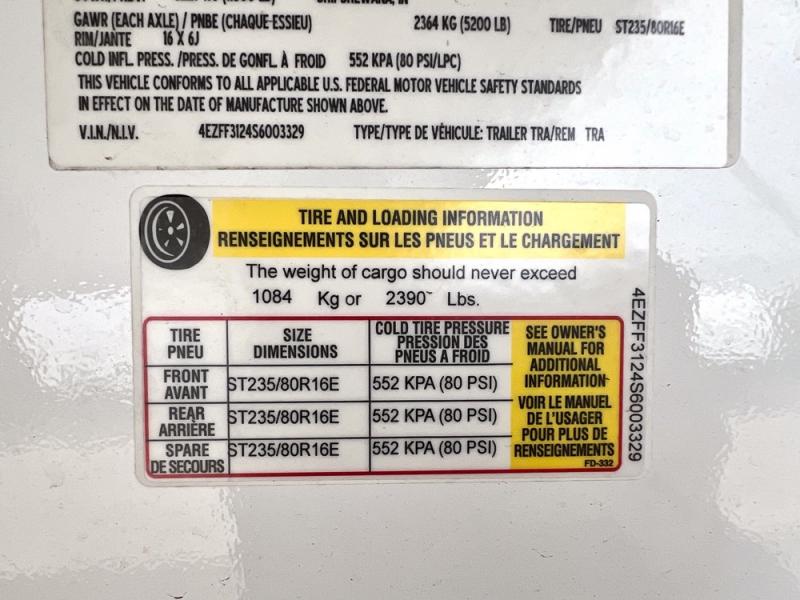 GAWR (EACH AXLE) / PNBE (CHAQUE ESSIEU) 2364 KG (5200 LB) TIRE/PNEU ST235/80R16E
RIM/JANTE 16 X 6J
COLD INFL. PRESS. /PRESS. DE GONFL. À FROID 552 KPA (80 PSI/LPC)
THIS VEHICLE CONFORMS TO ALL APPLICABLE U.S. FEDERAL MOTOR VEHICLE SAFETY STANDARDS
IN EFFECT ON THE DATE OF MANUFACTURE SHOWN ABOVE.
V.I.N./N.I.V. 4EZFF3124S6003329 TYPE/TYPE DE VÉHICULE: TRAILER TRA/REM TRA
TIRE AND LOADING INFORMATION
RENSEIGNEMENTS SUR LES PNEUS ET LE CHARGEMENT
The weight of cargo should never exceed
1084 Kg or 2390 Lbs.
TIRE
PNEU
SIZE
DIMENSIONS
COLD TIRE PRESSURE
PRESSION DES
PNEUS A FROID
FRONT
AVANT
ST235/80R16E
552 KPA (80 PSI)
REAR
ARRIÈRE
ST235/80R16E
552 KPA (80 PSI)
SPARE
DE SECOURS
ST235/80R16E
552 KPA (80 PSI)
SEE OWNER'S
MANUAL FOR
ADDITIONAL
INFORMATION
VOIR LE MANUEL
DE L'USAGER
POUR PLUS DE
RENSEIGNEMENTS
FD-332
4EZFF3124S6003329